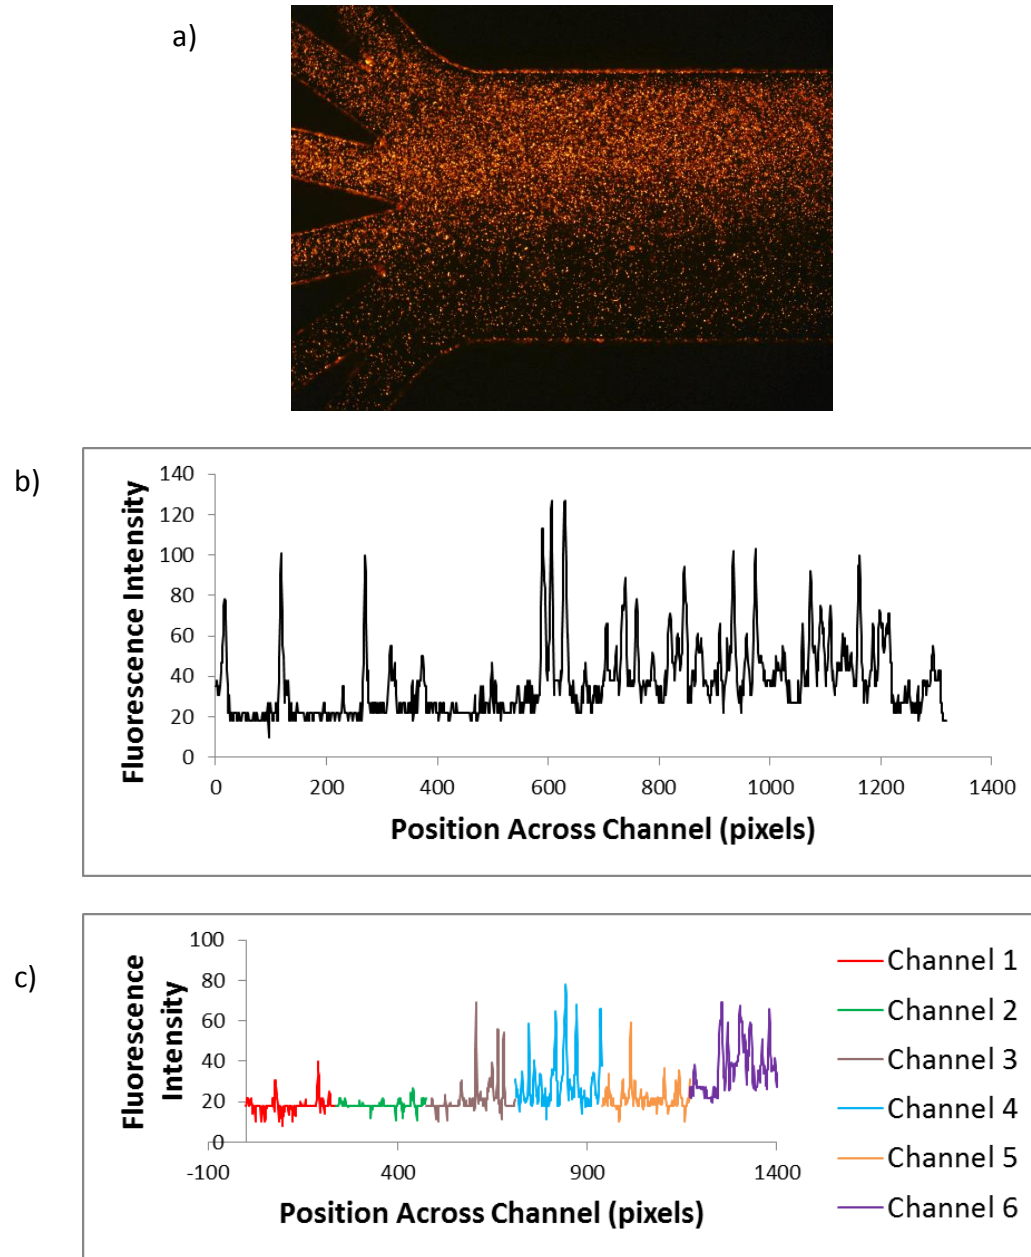 a)
b)
Fluorescence Intensity
140
120
100
80
60
40
20
0
0 200 400 600 800 1000 1200 1400
Position Across Channel (pixels)
c)
Fluorescence
Intensity
100
80
60
40
20
0
-100 400 900 1400
Position Across Channel (pixels)
Channel 1
Channel 2
Channel 3
Channel 4
Channel 5
Channel 6